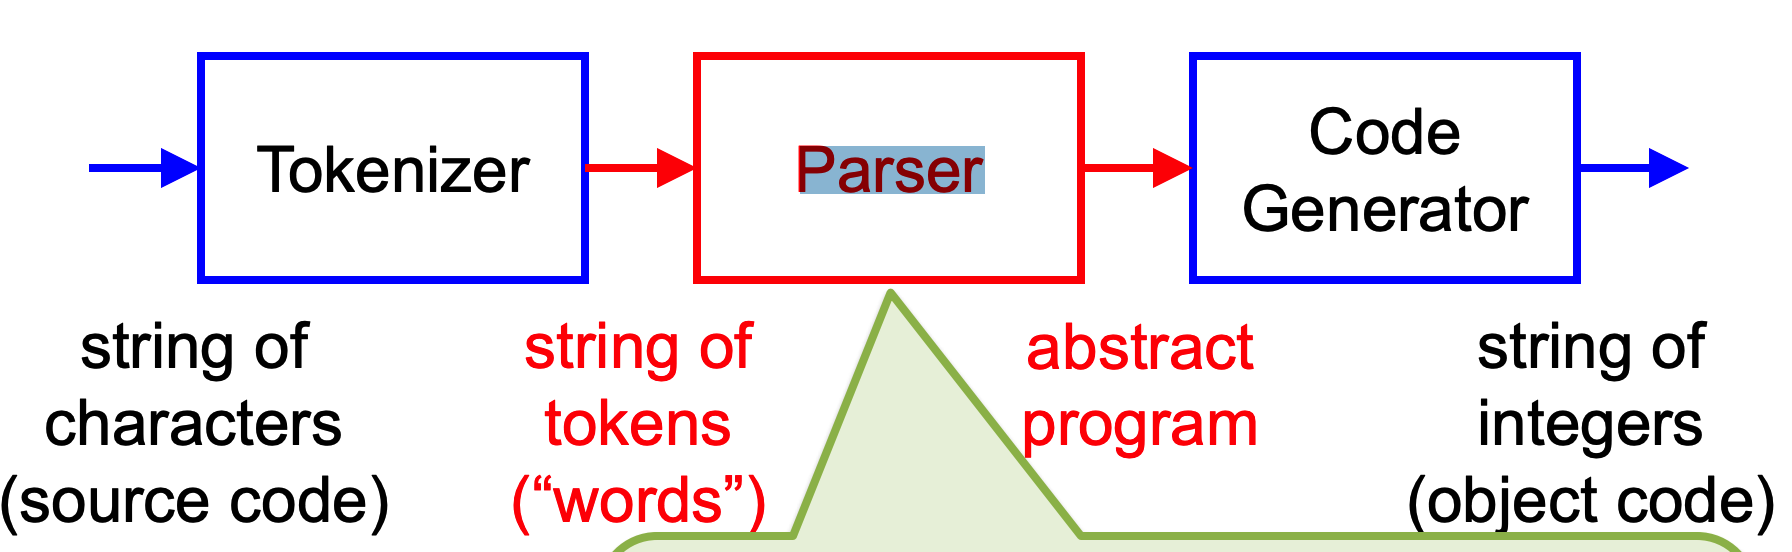 Tokenizer
Parser
Code
Generator
string of
characters
(source code)
string of
tokens
(“words”)
abstract
program
string of
integers
(object code)